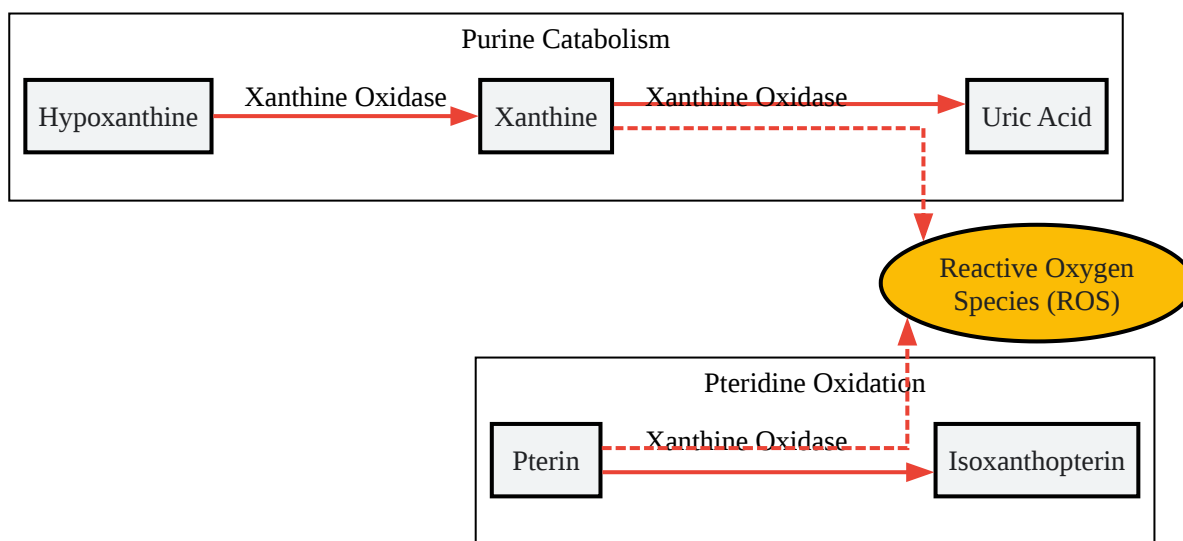 Purine Catabolism
Hypoxanthine
Xanthine Oxidase
Xanthine
Xanthine Oxidase
Uric Acid
Reactive Oxygen
Species (ROS)
Pteridine Oxidation
Pterin
Xanthine Oxidase
Isoxanthopterin